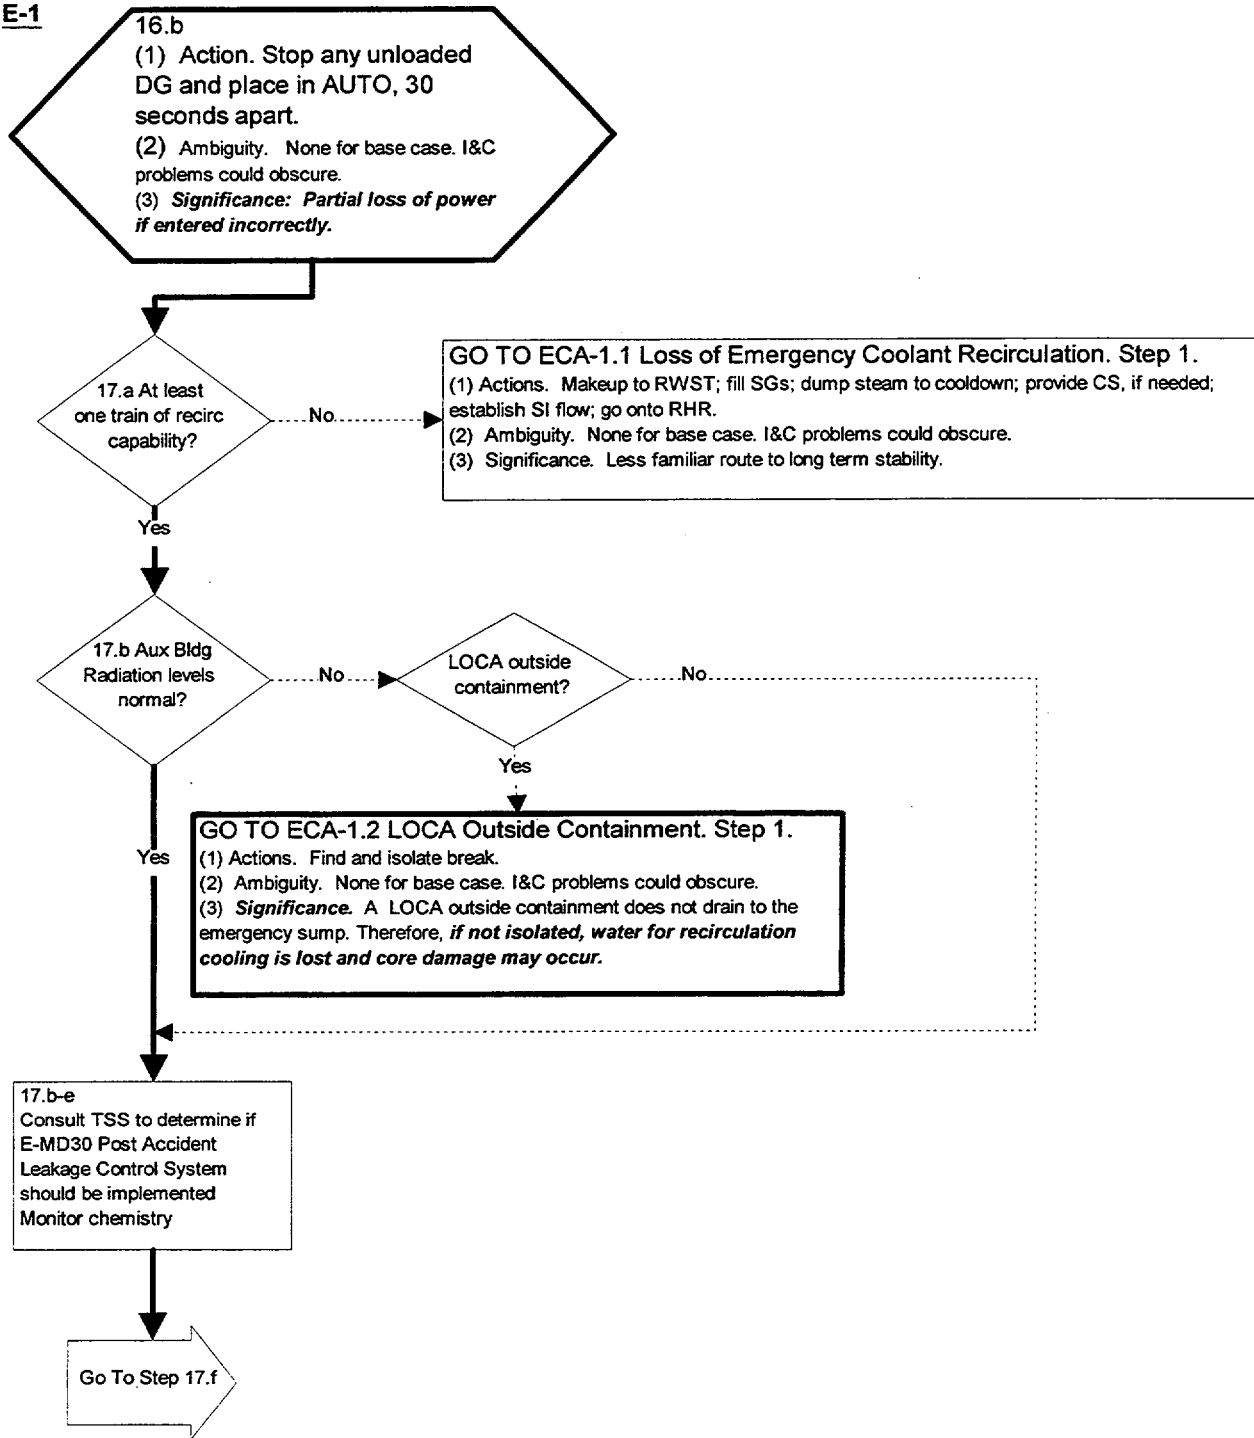 E-1
16.b
(1) Action. Stop any unloaded
DG and place in AUTO, 30
seconds apart.
(2) Ambiguity. None for base case. I&C
problems could obscure.
(3) Significance: Partial loss of power
if entered incorrectly.
17.a At least
one train of recirc
capability?
No
GO TO ECA-1.1 Loss of Emergency Coolant Recirculation. Step 1.
(1) Actions. Makeup to RWST; fill SGs; dump steam to cooldown; provide CS, if needed;
establish SI flow; go onto RHR.
(2) Ambiguity. None for base case. I&C problems could obscure.
(3) Significance. Less familiar route to long term stability.
Yes
17.b Aux Bldg
Radiation levels
normal?
No
LOCA outside
containment?
No
Yes
GO TO ECA-1.2 LOCA Outside Containment. Step 1.
(1) Actions. Find and isolate break.
(2) Ambiguity. None for base case. I&C problems could obscure.
(3) Significance. A LOCA outside containment does not drain to the
emergency sump. Therefore, if not isolated, water for recirculation
cooling is lost and core damage may occur.
Yes
17.b-e
Consult TSS to determine if
E-MD30 Post Accident
Leakage Control System
should be implemented
Monitor chemistry
Go To Step 17.f